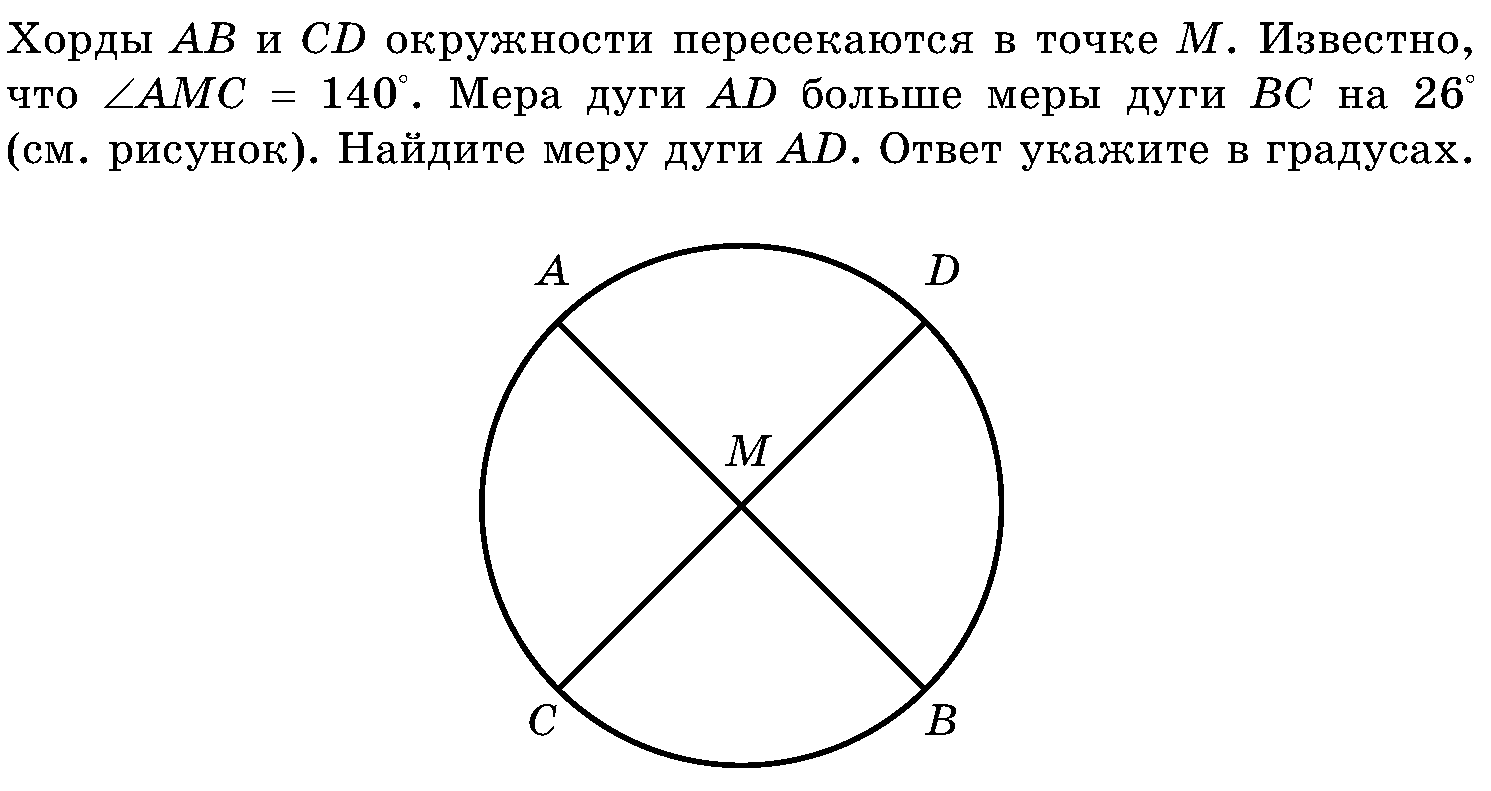 Хорды AB и CD окружности пересекаются в точке M. Известно,
что ∠AMC = 140°. Мера дуги AD больше меры дуги BC на 26°
(см. рисунок). Найдите меру дуги AD. Ответ укажите в градусах.
A D
M
C B